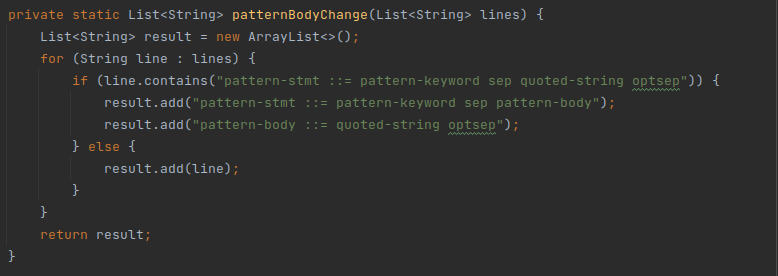 private static List<String> patternBodyChange(List<String> lines) {
    List<String> result = new ArrayList<>();
    for (String line : lines) {
        if (line.contains("pattern-stmt ::= pattern-keyword sep quoted-string optsep")) {
            result.add("pattern-stmt ::= pattern-keyword sep pattern-body");
            result.add("pattern-body ::= quoted-string optsep");
        } else {
            result.add(line);
        }
    }
    return result;
}